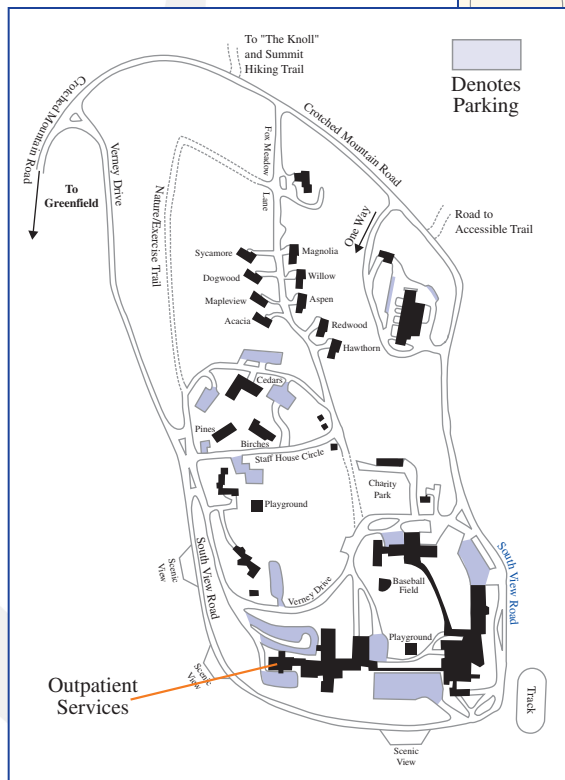 To "The Knoll"
and Summit
Hiking Trail
Denotes
Parking
Crotched Mountain Road
Crotched Mountain Road
Verney Drive
To
Greenfield
Nature/Exercise Trail
Fox Meadow
Lane
One Way
Road to
Accessible Trail
Sycamore
Magnolia
Dogwood
Willow
Mapleview
Aspen
Acacia
Redwood
Hawthorn
Cedars
Pines
Birches
Staff House Circle
Charity
Park
Playground
South View Road
Scenic
View
Verney Drive
Baseball
Field
South View Road
Playground
Scenic
View
Outpatient
Services
Track
Scenic
View